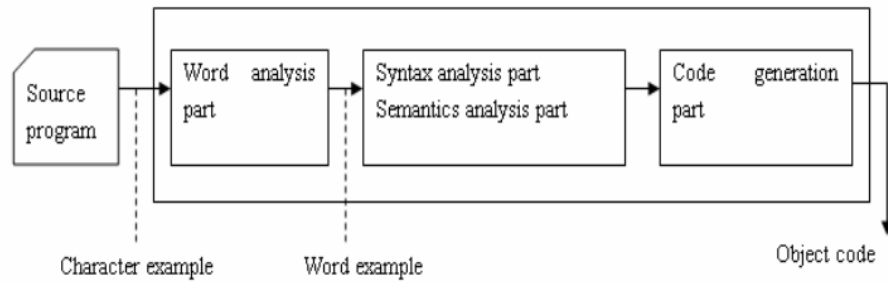 Source
program
Word analysis
part
Syntax analysis part
Semantics analysis part
Code generation
part
Character example
Word example
Object code